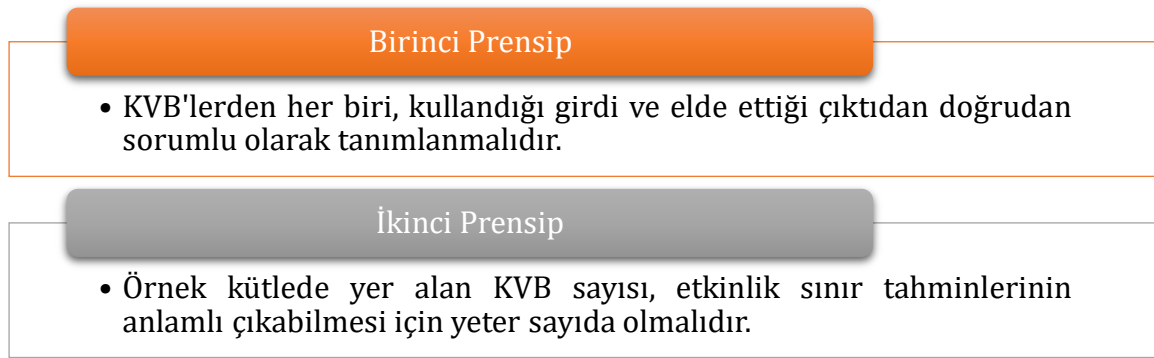 Birinci Prensip
• KVB'lerden her biri, kullandığı girdi ve elde ettiği çıktıdan doğrudan
sorumlu olarak tanımlanmalıdır.
İkinci Prensip
• Örnek kütlede yer alan KVB sayısı, etkinlik sınır tahminlerinin
anlamlı çıkabilmesi için yeter sayıda olmalıdır.